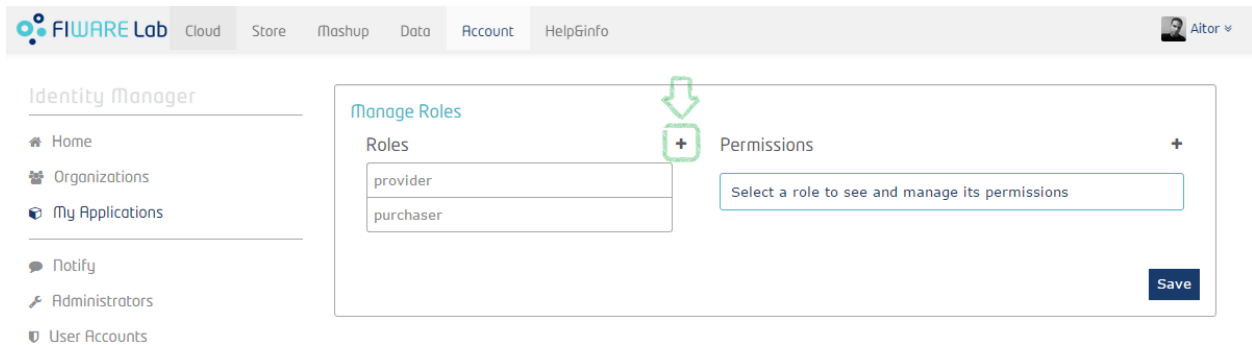 FIWARE Lab Cloud Store Mashup Data Account Help&info Aitor
Identity Manager
Home
Organizations
My Applications
Notify
Administrators
User Accounts
Manage Roles
Roles +
provider
purchaser
Permissions +
Select a role to see and manage its permissions
Save